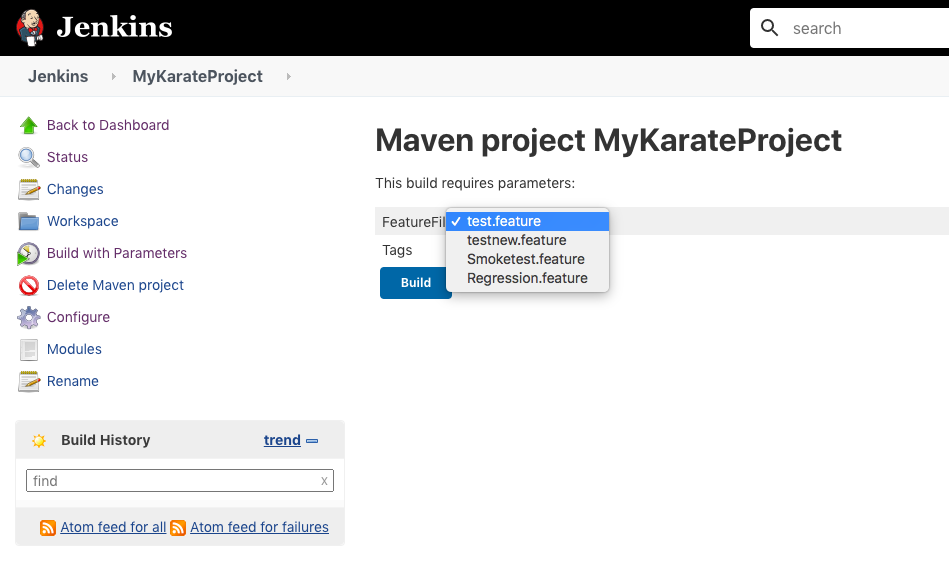 Jenkins
search
Jenkins
MyKarateProject
Back to Dashboard
Status
Changes
Workspace
Build with Parameters
Delete Maven project
Configure
Modules
Rename
Build History
trend
find
x
Atom feed for all
Atom feed for failures
Maven project MyKarateProject
This build requires parameters:
FeatureFil
test.feature
testnew.feature
Smoketest.feature
Regression.feature
Tags
Build